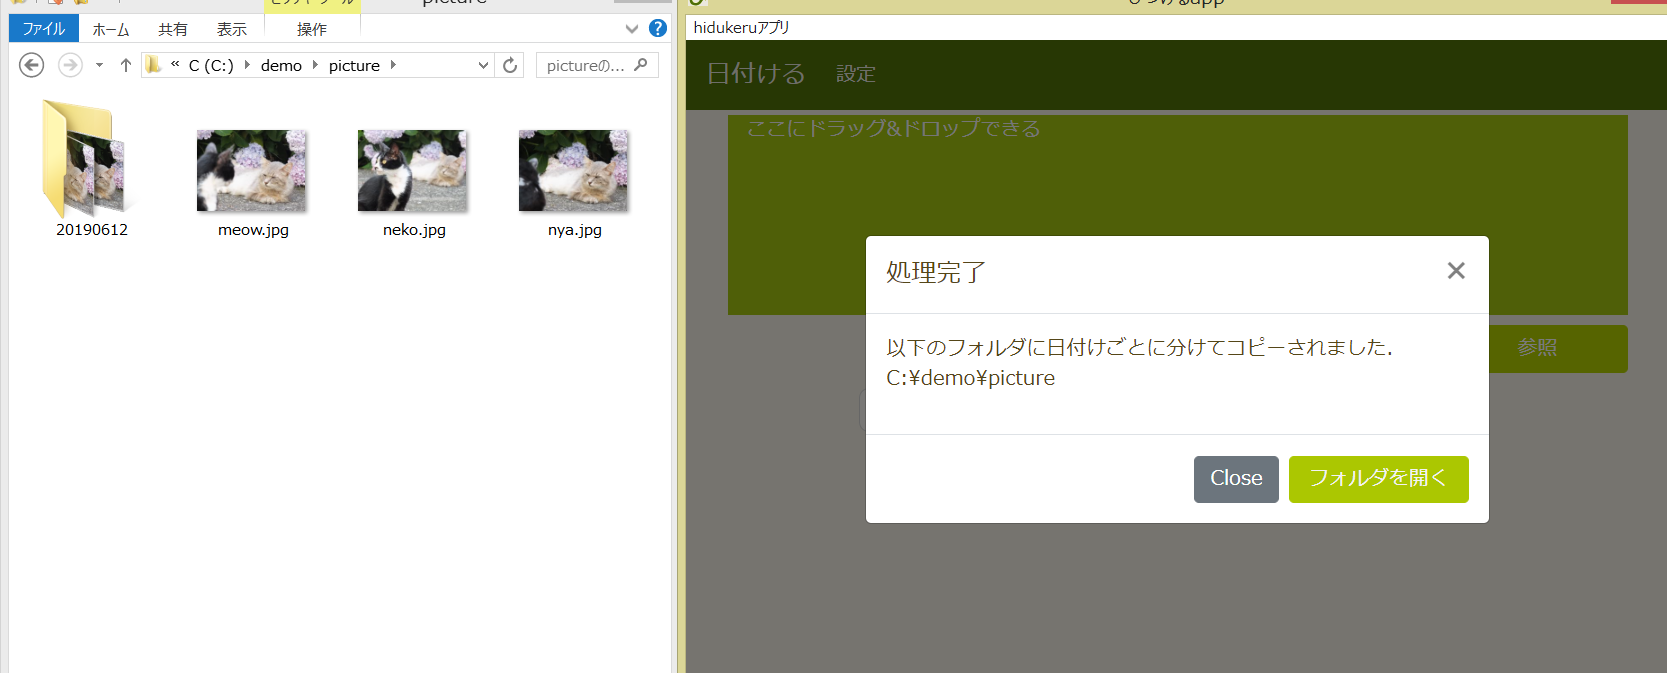 picture
ファイル ホーム 共有 表示 操作
« C (C:) demo picture
pictureの...
20190612
meow.jpg
neko.jpg
nya.jpg
hidukeruアプリ
日付ける 設定
ここにドラッグ&ドロップできる
参照
処理完了
以下のフォルダに日付けごとに分けてコピーされました.
C:¥demo¥picture
Close
フォルダを開く